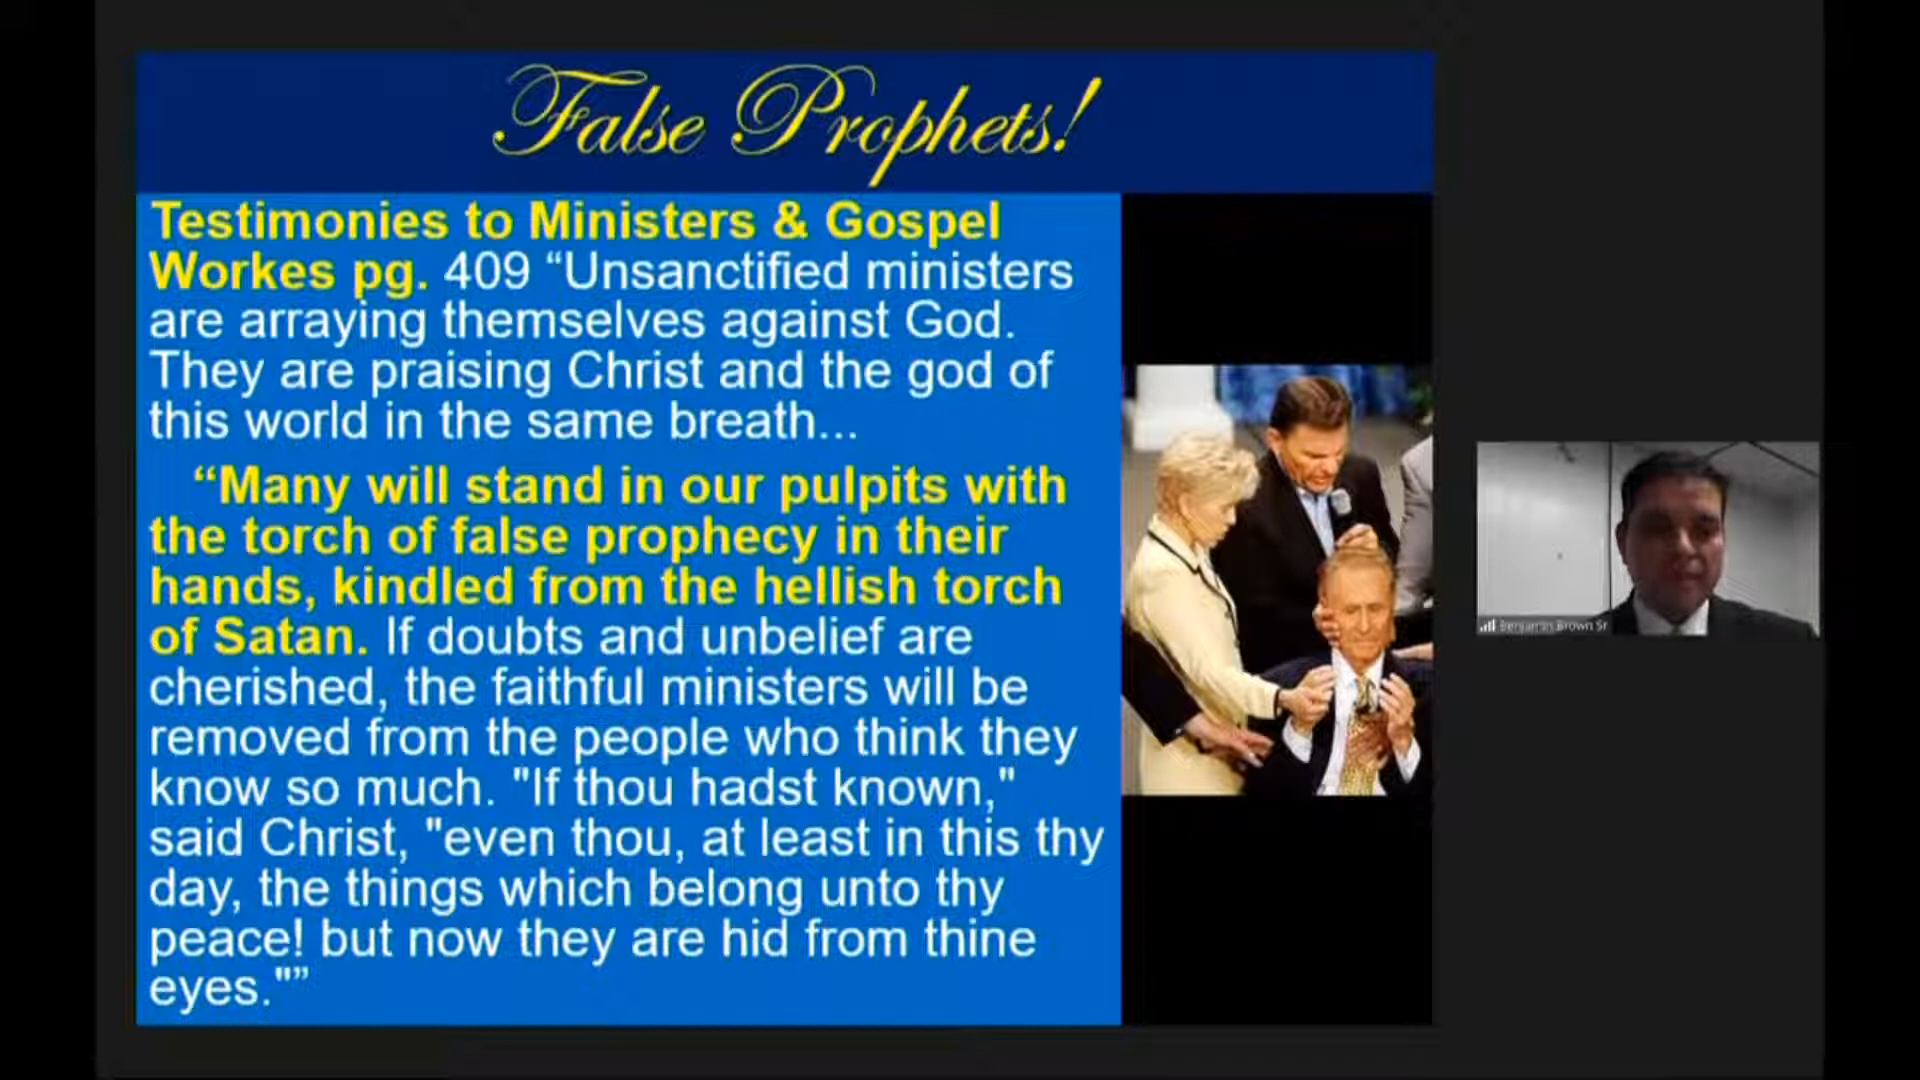 False Prophets!
Testimonies to Ministers & Gospel
Workes pg. 409 “Unsanctified ministers
are arraying themselves against God.
They are praising Christ and the god of
this world in the same breath...
“Many will stand in our pulpits with
the torch of false prophecy in their
hands, kindled from the hellish torch
of Satan. If doubts and unbelief are
cherished, the faithful ministers will be
removed from the people who think they
know so much. "If thou hadst known,"
said Christ, "even thou, at least in this thy
day, the things which belong unto thy
peace! but now they are hid from thine
eyes."”
Benjamin Brown Sr